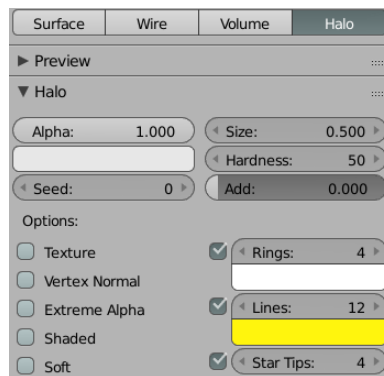 Surface Wire Volume Halo
Preview
Halo
Alpha: 1.000 Size: 0.500
Hardness: 50
Seed: 0 Add: 0.000
Options:
Texture Rings: 4
Vertex Normal
Extreme Alpha Lines: 12
Shaded
Soft Star Tips: 4